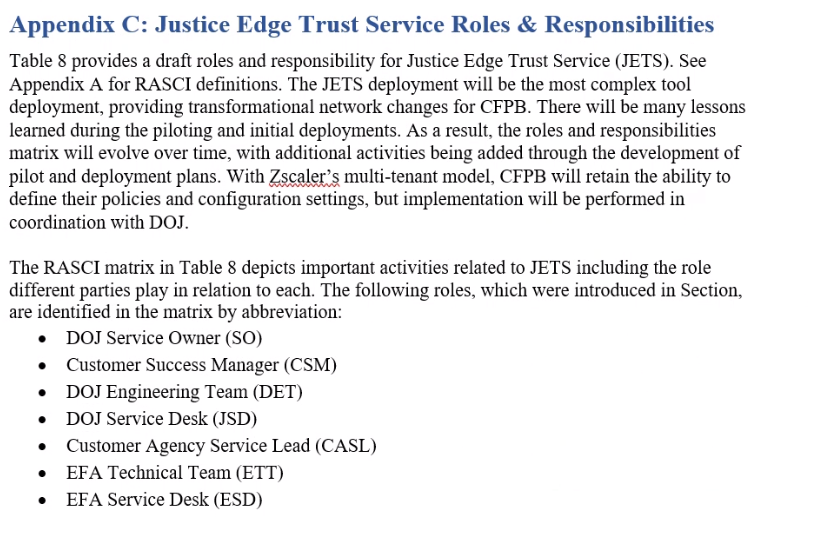 Appendix C: Justice Edge Trust Service Roles & Responsibilities
Table 8 provides a draft roles and responsibility for Justice Edge Trust Service (JETS). See
Appendix A for RASCI definitions. The JETS deployment will be the most complex tool
deployment, providing transformational network changes for CFPB. There will be many lessons
learned during the piloting and initial deployments. As a result, the roles and responsibilities
matrix will evolve over time, with additional activities being added through the development of
pilot and deployment plans. With Zscaler's multi-tenant model, CFPB will retain the ability to
define their policies and configuration settings, but implementation will be performed in
coordination with DOJ.
The RASCI matrix in Table 8 depicts important activities related to JETS including the role
different parties play in relation to each. The following roles, which were introduced in Section,
are identified in the matrix by abbreviation:
• DOJ Service Owner (SO)
• Customer Success Manager (CSM)
• DOJ Engineering Team (DET)
• DOJ Service Desk (JSD)
• Customer Agency Service Lead (CASL)
• EFA Technical Team (ETT)
• EFA Service Desk (ESD)